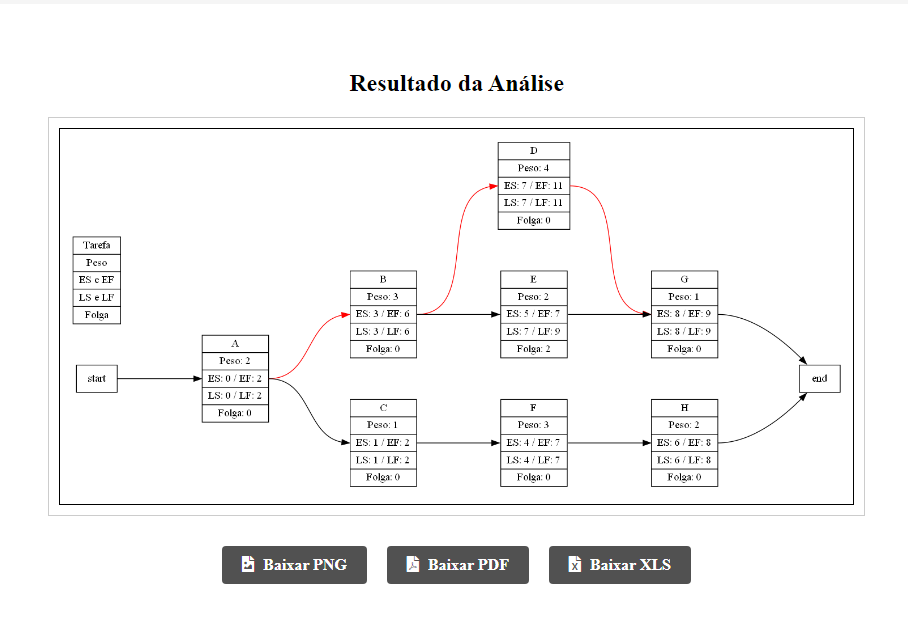 Resultado da Análise
Tarefa
Peso
ES e EF
LS e LF
Folga
start
A
Peso: 2
ES: 0 / EF: 2
LS: 0 / LF: 2
Folga: 0
B
Peso: 3
ES: 3 / EF: 6
LS: 3 / LF: 6
Folga: 0
C
Peso: 1
ES: 1 / EF: 2
LS: 1 / LF: 2
Folga: 0
D
Peso: 4
ES: 7 / EF: 11
LS: 7 / LF: 11
Folga: 0
E
Peso: 2
ES: 5 / EF: 7
LS: 7 / LF: 9
Folga: 2
F
Peso: 3
ES: 4 / EF: 7
LS: 4 / LF: 7
Folga: 0
G
Peso: 1
ES: 8 / EF: 9
LS: 8 / LF: 9
Folga: 0
H
Peso: 2
ES: 6 / EF: 8
LS: 6 / LF: 8
Folga: 0
end
Baixar PNG
Baixar PDF
Baixar XLS